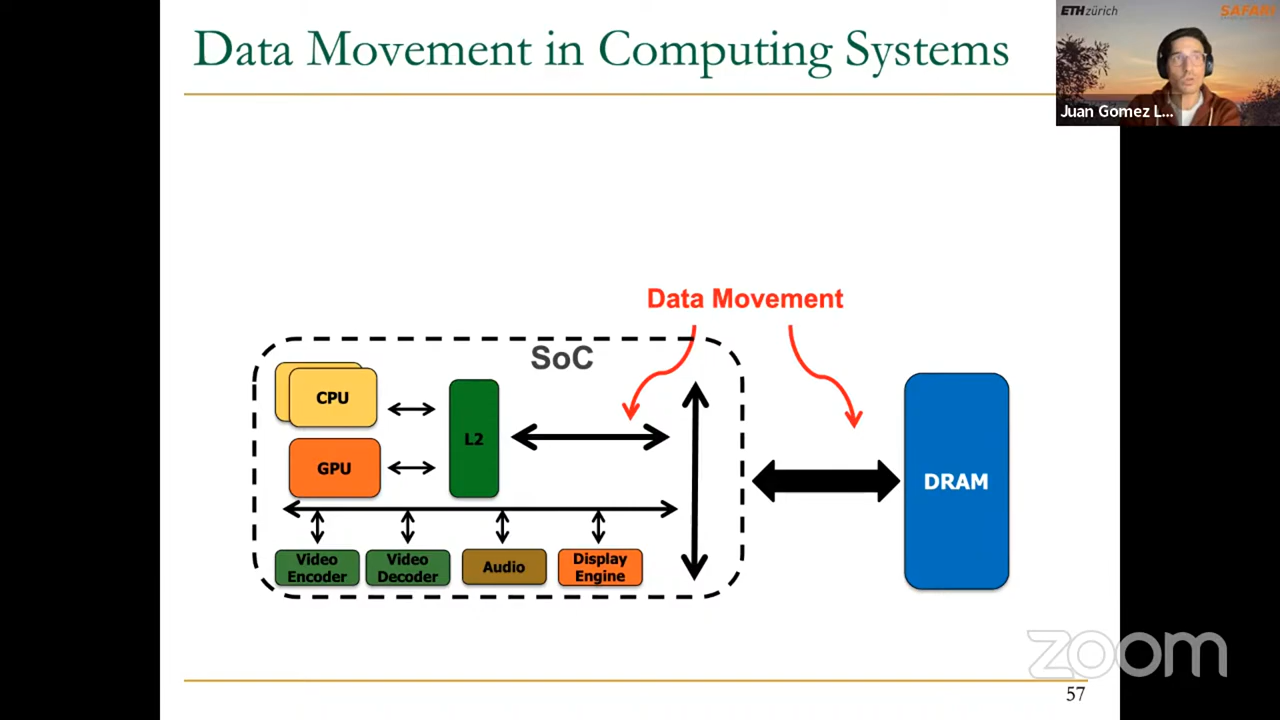 Data Movement in Computing Systems
ETH zürich
SAFARI
Juan Gomez L...
Data Movement
SoC
CPU
L2
GPU
DRAM
Video
Encoder
Video
Decoder
Audio
Display
Engine
zoom
57